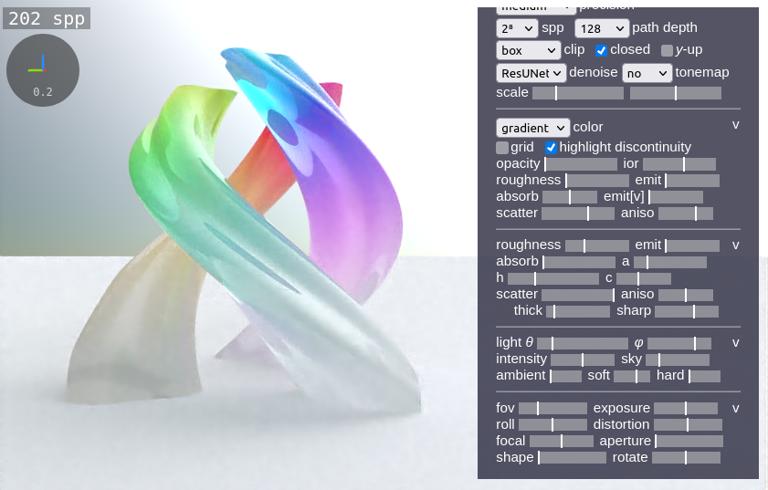 202 spp
0.2
medium precision
2ⁿ spp 128 path depth
box clip closed y-up
ResUNet denoise no tonemap
scale
gradient color v
grid highlight discontinuity
opacity ior
roughness emit
absorb emit[v]
scatter aniso
roughness emit v
absorb a
h c
scatter aniso
thick sharp
light θ φ v
intensity sky
ambient soft hard
fov exposure v
roll distortion
focal aperture
shape rotate